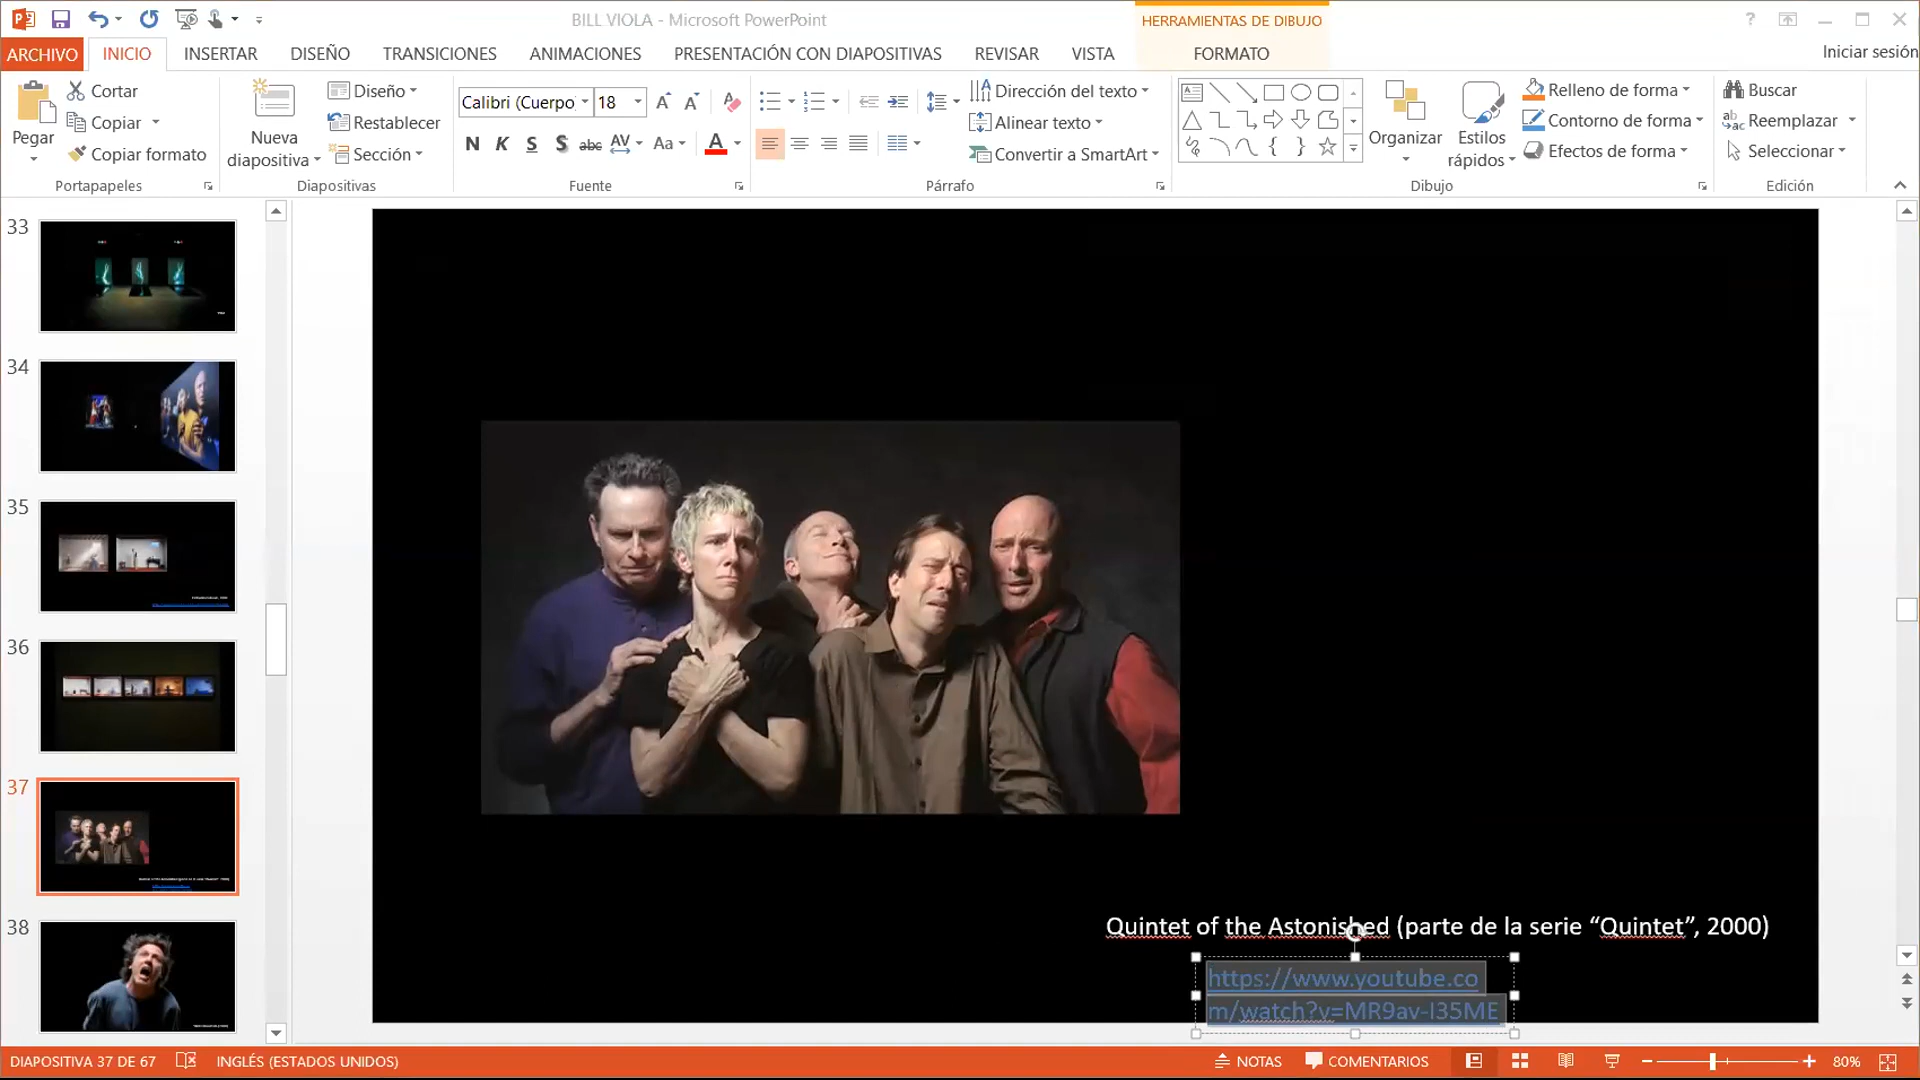 BILL VIOLA - Microsoft PowerPoint
HERRAMIENTAS DE DIBUJO
?
ARCHIVO
INICIO
INSERTAR
DISEÑO
TRANSICIONES
ANIMACIONES
PRESENTACIÓN CON DIAPOSITIVAS
REVISAR
VISTA
FORMATO
Iniciar sesión
Pegar
Cortar
Copiar
Copiar formato
Portapapeles
Nueva
diapositiva
Diseño
Restablecer
Sección
Diapositivas
Calibri (Cuerpo)
18
N K S S abc AV Aa A
Fuente
Dirección del texto
Alinear texto
Convertir a SmartArt
Párrafo
Organizar
Estilos
rápidos
Relleno de forma
Contorno de forma
Efectos de forma
Dibujo
Buscar
Reemplazar
Seleccionar
Edición
33
34
35
36
37
38
Quintet of the Astonished (parte de la serie “Quintet”, 2000)
https://www.youtube.co
m/watch?v=MR9av-I35ME
DIAPOSITIVA 37 DE 67
INGLÉS (ESTADOS UNIDOS)
NOTAS
COMENTARIOS
80%